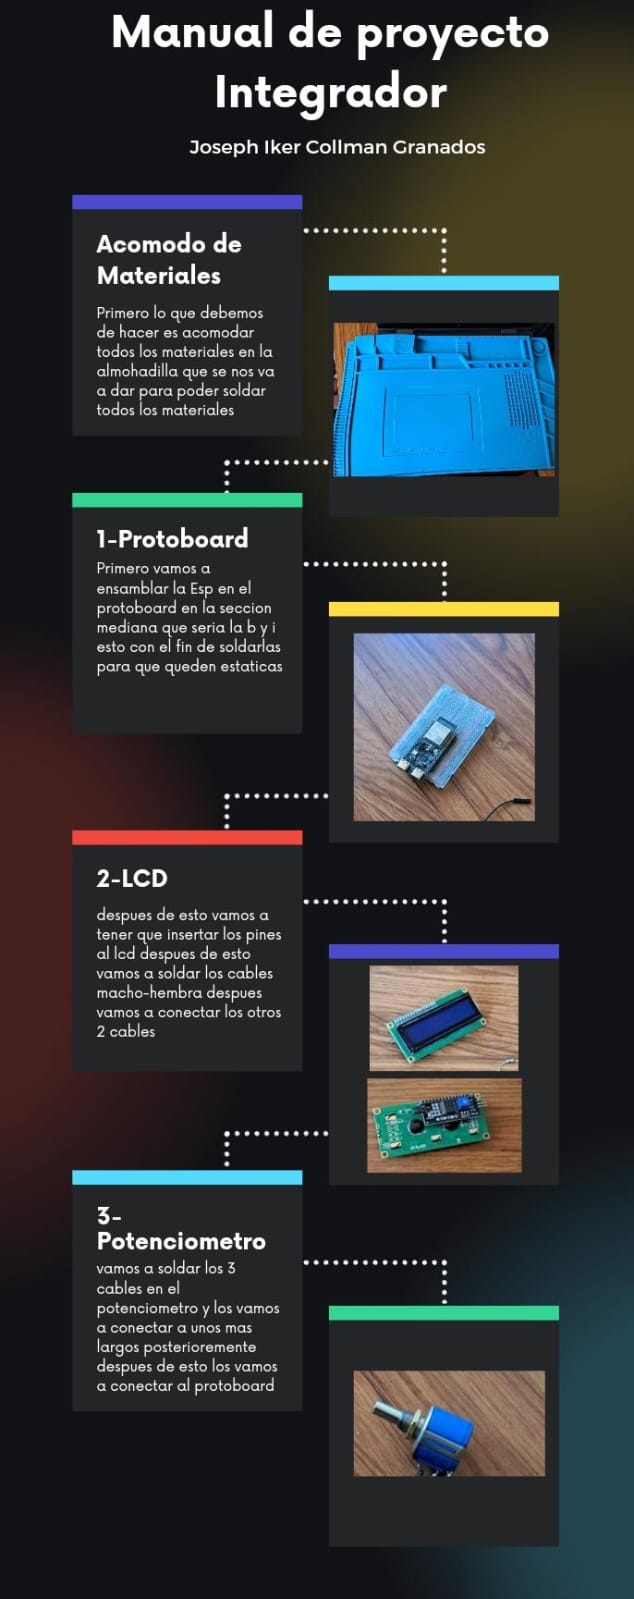 Manual de proyecto
Integrador
Joseph Iker Collman Granados
Acomodo de
Materiales
Primero lo que debemos
de hacer es acomodar
todos los materiales en la
almohadilla que se nos va
a dar para poder soldar
todos los materiales
1-Protoboard
Primero vamos a
ensamblar la Esp en el
protoboard en la seccion
mediana que seria la b y i
esto con el fin de soldarlas
para que queden estaticas
2-LCD
despues de esto vamos a
tener que insertar los pines
al lcd despues de esto
vamos a soldar los cables
macho-hembra despues
vamos a conectar los otros
2 cables
3-
Potenciometro
vamos a soldar los 3
cables en el
potenciometro y los vamos
a conectar a unos mas
largos posterioremente
despues de esto los vamos
a conectar al protoboard